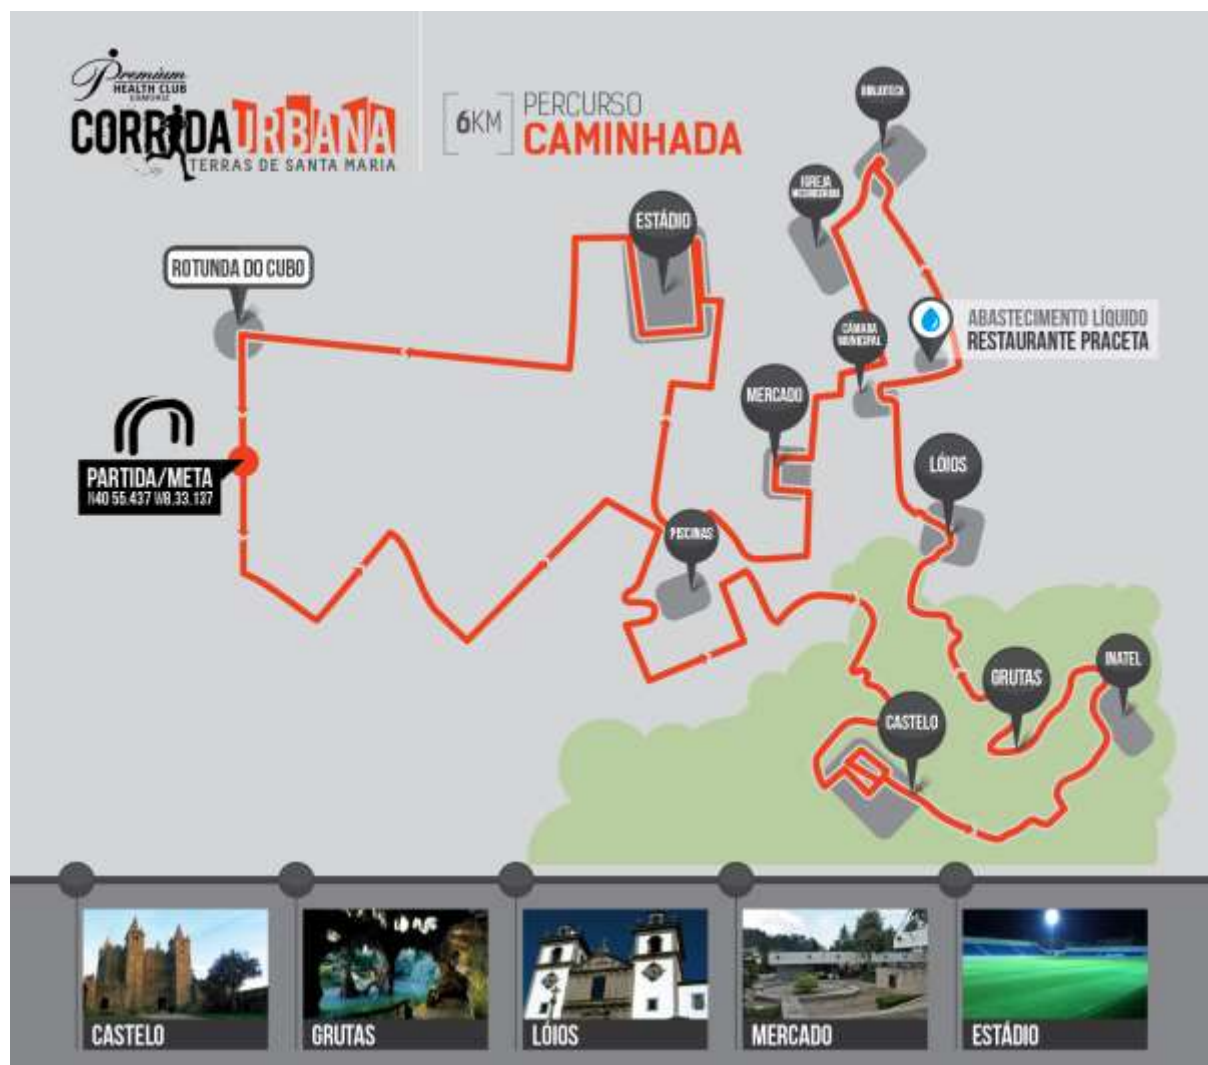 Premium
HEALTH CLUB
CORRIDA URBANA
TERRAS DE SANTA MARIA
6KM
PERCURSO
CAMINHADA
BIBLIOTECA
IGREJA
ESTÁDIO
ROTUNDA DO CUBO
ABASTECIMENTO LÍQUIDO
RESTAURANTE PRACETA
CÂMARA
MUNICIPAL
MERCADO
PARTIDA/META
N40 55.437 W8.33.137
LÓIOS
PISCINAS
INATEL
GRUTAS
CASTELO
CASTELO
GRUTAS
LÓIOS
MERCADO
ESTÁDIO